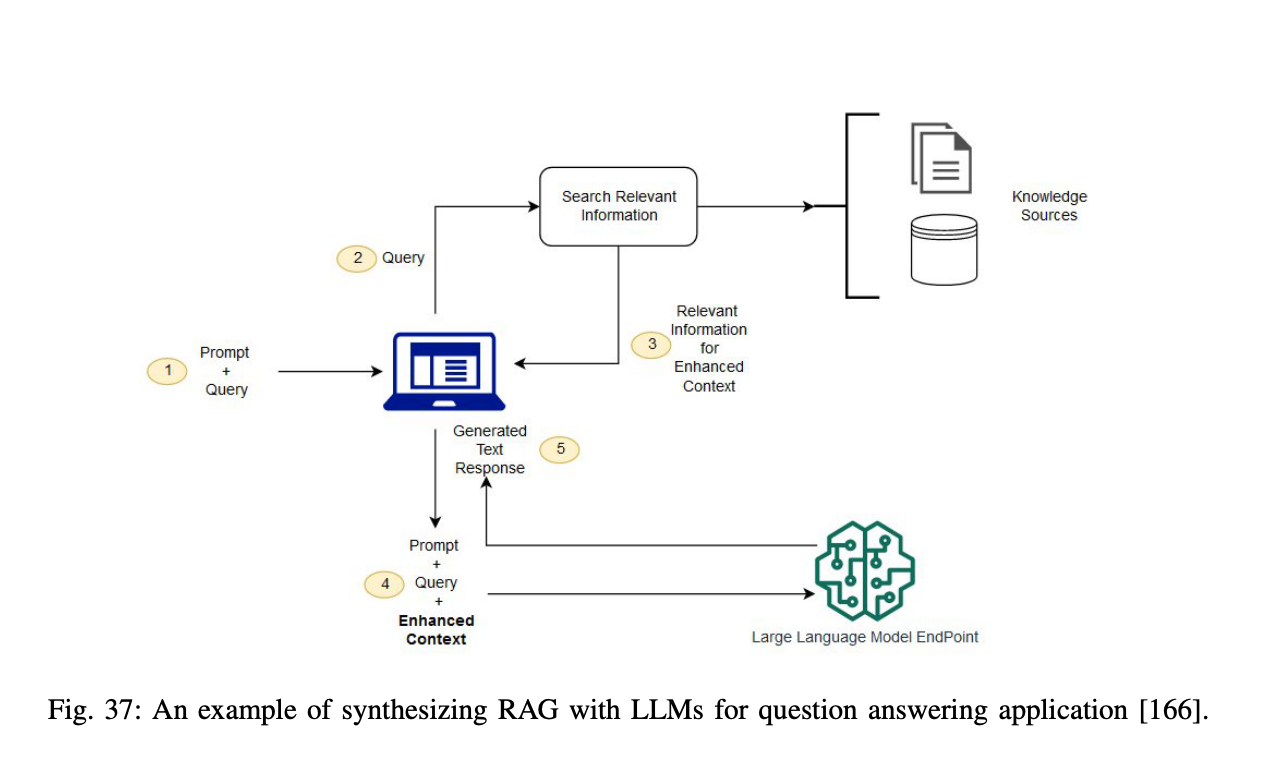 Search Relevant
Information
Knowledge
Sources
2 Query
Relevant
Information
for
Enhanced
Context
3
1
Prompt
+
Query
Generated
Text
Response
5
Prompt
+
Query
+
Enhanced
Context
4
Large Language Model EndPoint
Fig. 37: An example of synthesizing RAG with LLMs for question answering application [166].